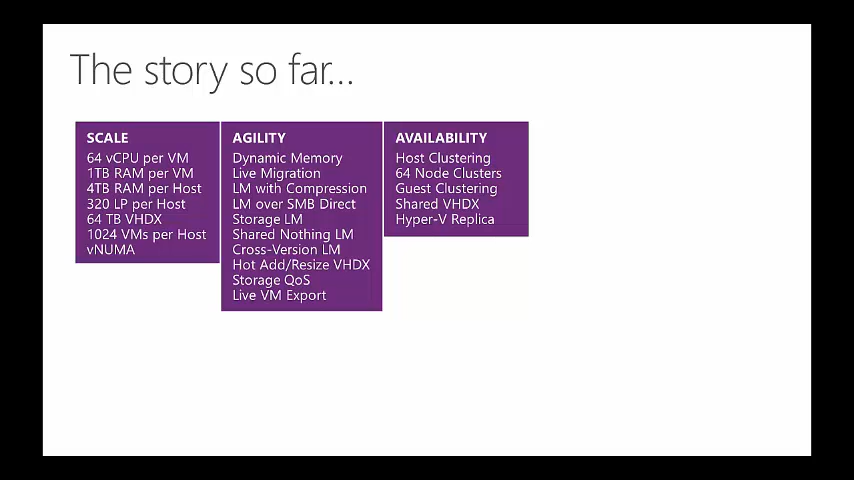 The story so far...
SCALE
64 vCPU per VM
1TB RAM per VM
4TB RAM per Host
320 LP per Host
64 TB VHDX
1024 VMs per Host
vNUMA
AGILITY
Dynamic Memory
Live Migration
LM with Compression
LM over SMB Direct
Storage LM
Shared Nothing LM
Cross-Version LM
Hot Add/Resize VHDX
Storage QoS
Live VM Export
AVAILABILITY
Host Clustering
64 Node Clusters
Guest Clustering
Shared VHDX
Hyper-V Replica